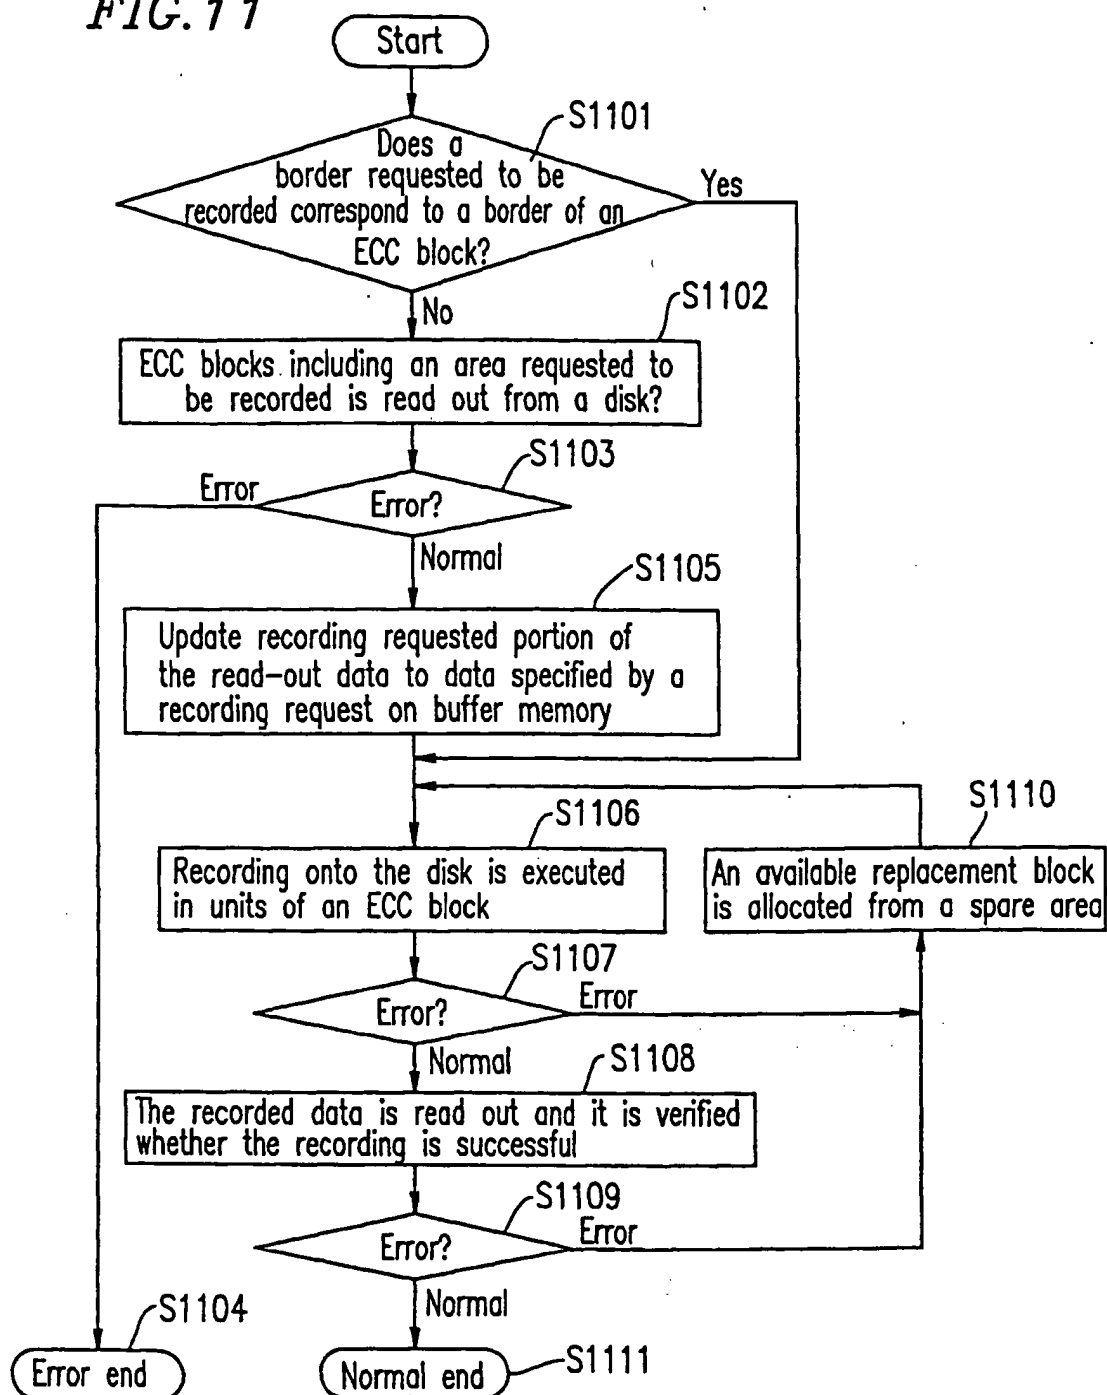 FIG. 11
Start
S1101
Does a
border requested to be
recorded correspond to a border of an
ECC block?
Yes
No
S1102
ECC blocks including an area requested to
be recorded is read out from a disk?
S1103
Error
Error?
Normal
S1105
Update recording requested portion of
the read-out data to data specified by a
recording request on buffer memory
S1106
S1110
Recording onto the disk is executed
in units of an ECC block
An available replacement block
is allocated from a spare area
S1107
Error?
Error
Normal
S1108
The recorded data is read out and it is verified
whether the recording is successful
S1109
Error?
Error
Normal
S1104
Error end
Normal end
S1111